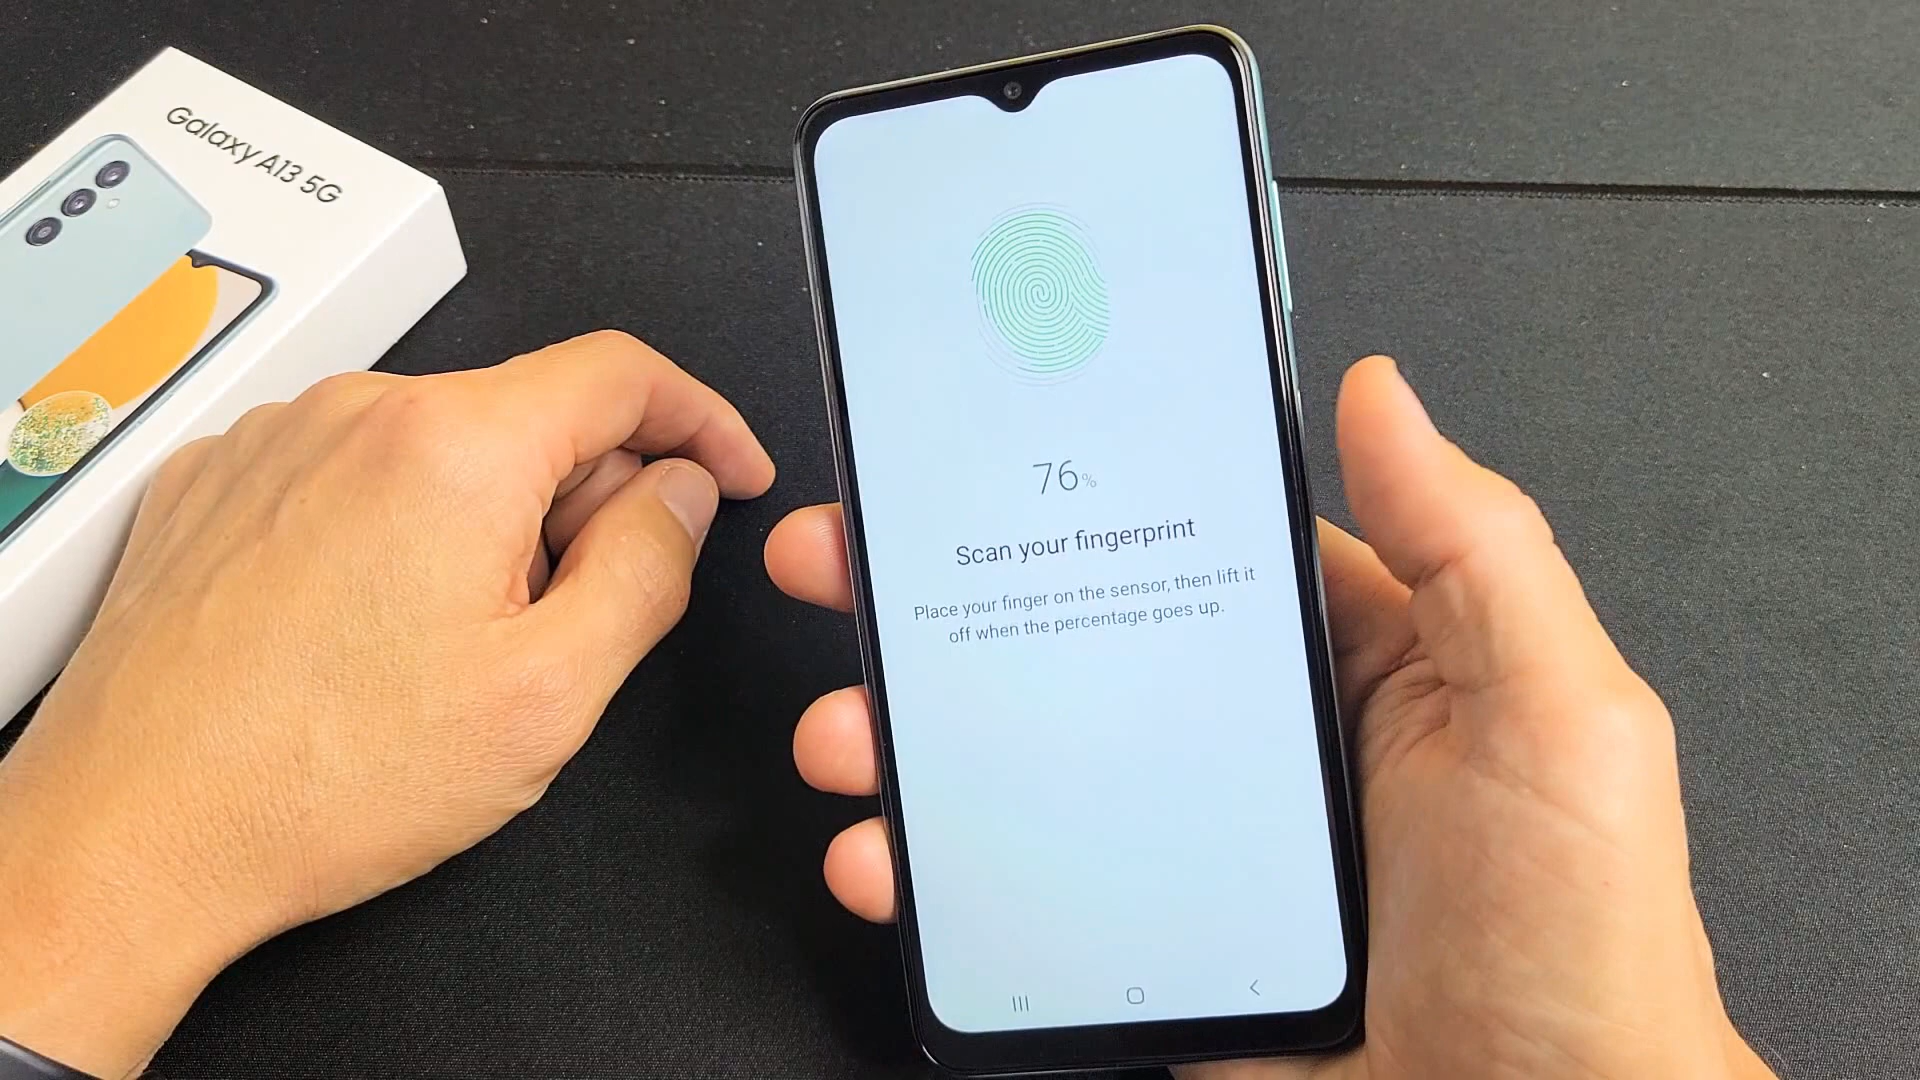 Galaxy A13 5G
76%
Scan your fingerprint
Place your finger on the sensor, then lift it
off when the percentage goes up.